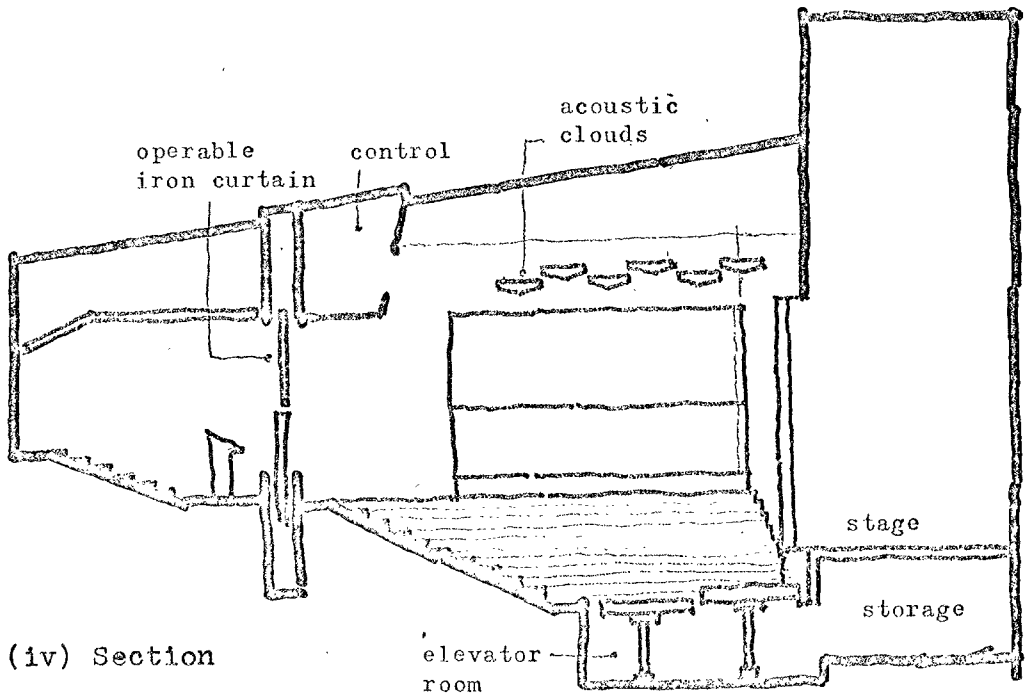 acoustic
clouds
operable
iron curtain
control
stage
storage
(iv) Section
elevator
room